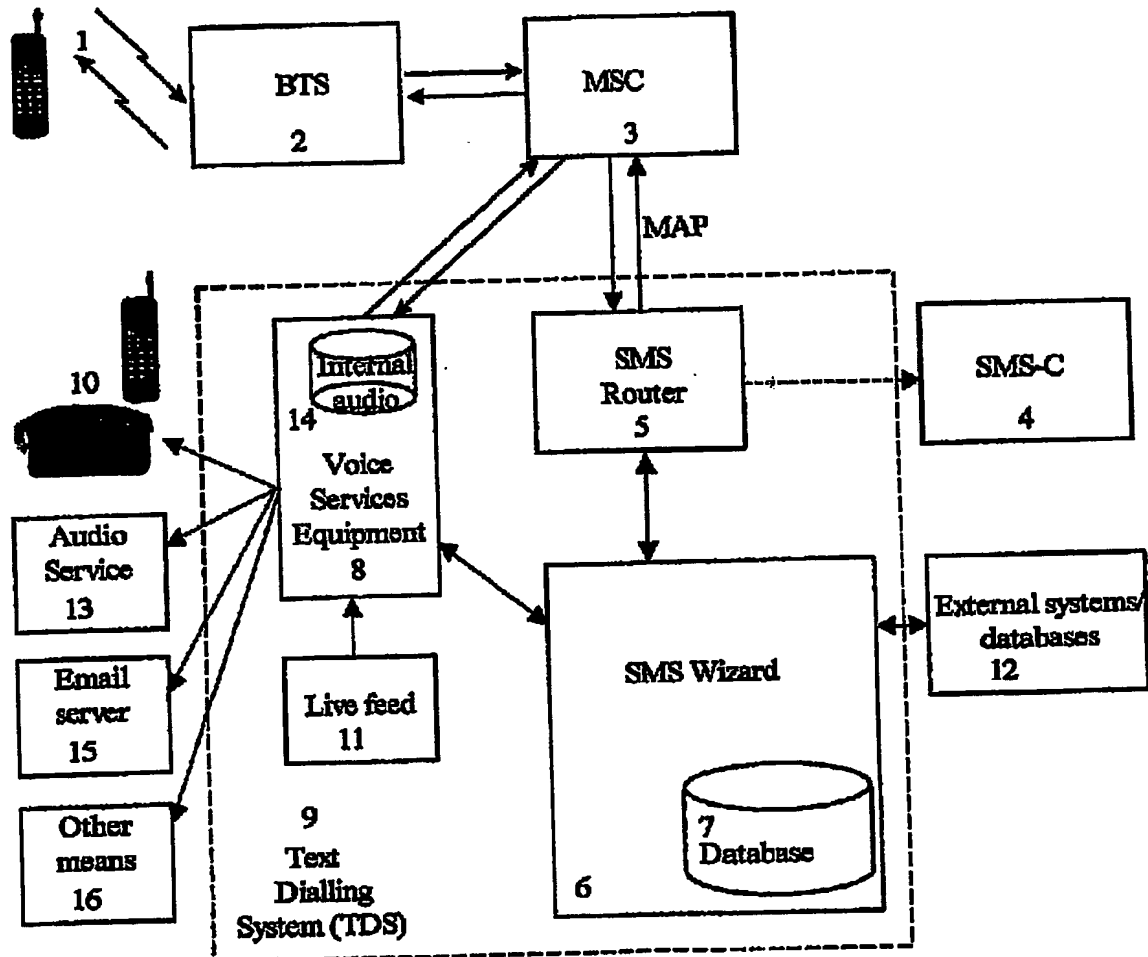 1
BTS
2
MSC
3
MAP
10
Internal
audio
14
Voice
Services
Equipment
8
SMS
Router
5
SMS-C
4
Audio
Service
13
Email
server
15
Other
means
16
Live feed
11
SMS Wizard
7
Database
6
External systems/
databases
12
9
Text
Dialling
System (TDS)